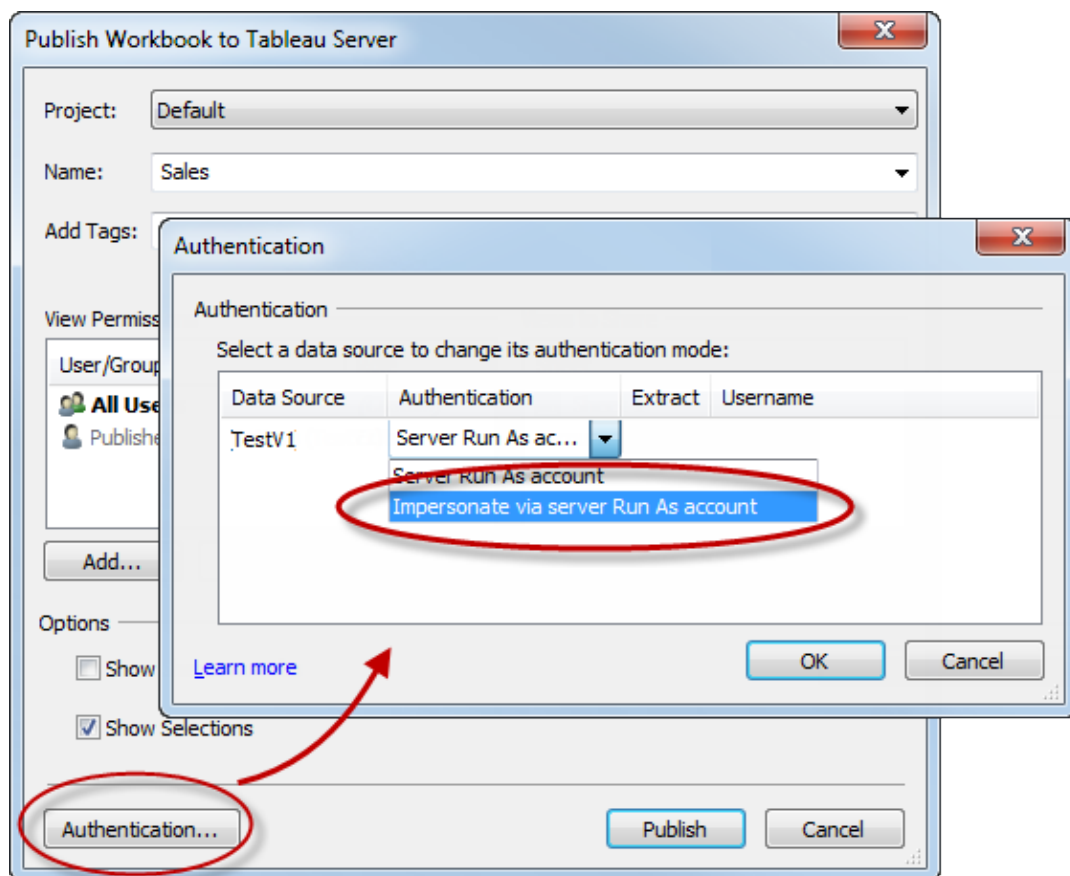 Publish Workbook to Tableau Server
Project: Default
Name: Sales
Add Tags:
View Permiss
User/Group
All Use
Publishe
Add...
Options
Show
Show Selections
Authentication...
Publish
Cancel
Authentication
Authentication
Select a data source to change its authentication mode:
Data Source Authentication Extract Username
TestV1 Server Run As ac...
Server Run As account
Impersonate via server Run As account
Learn more
OK
Cancel